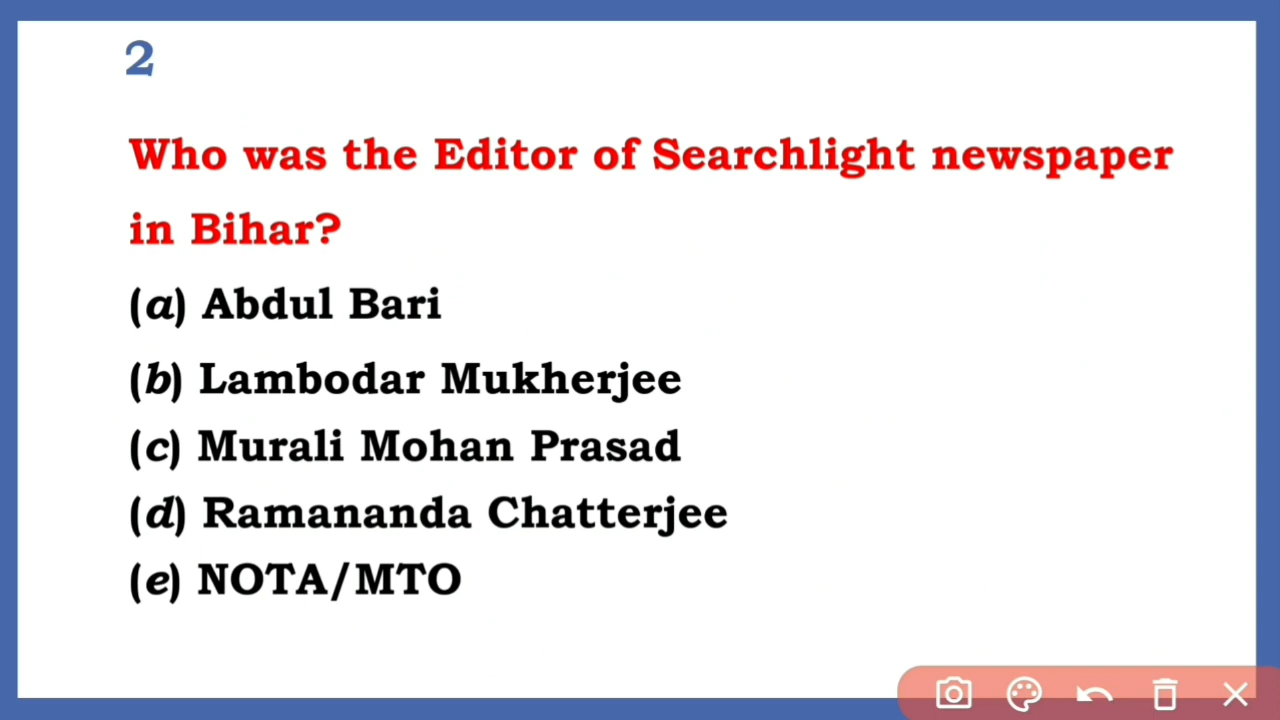 2
Who was the Editor of Searchlight newspaper
in Bihar?
(a) Abdul Bari
(b) Lambodar Mukherjee
(c) Murali Mohan Prasad
(d) Ramananda Chatterjee
(e) NOTA/MTO